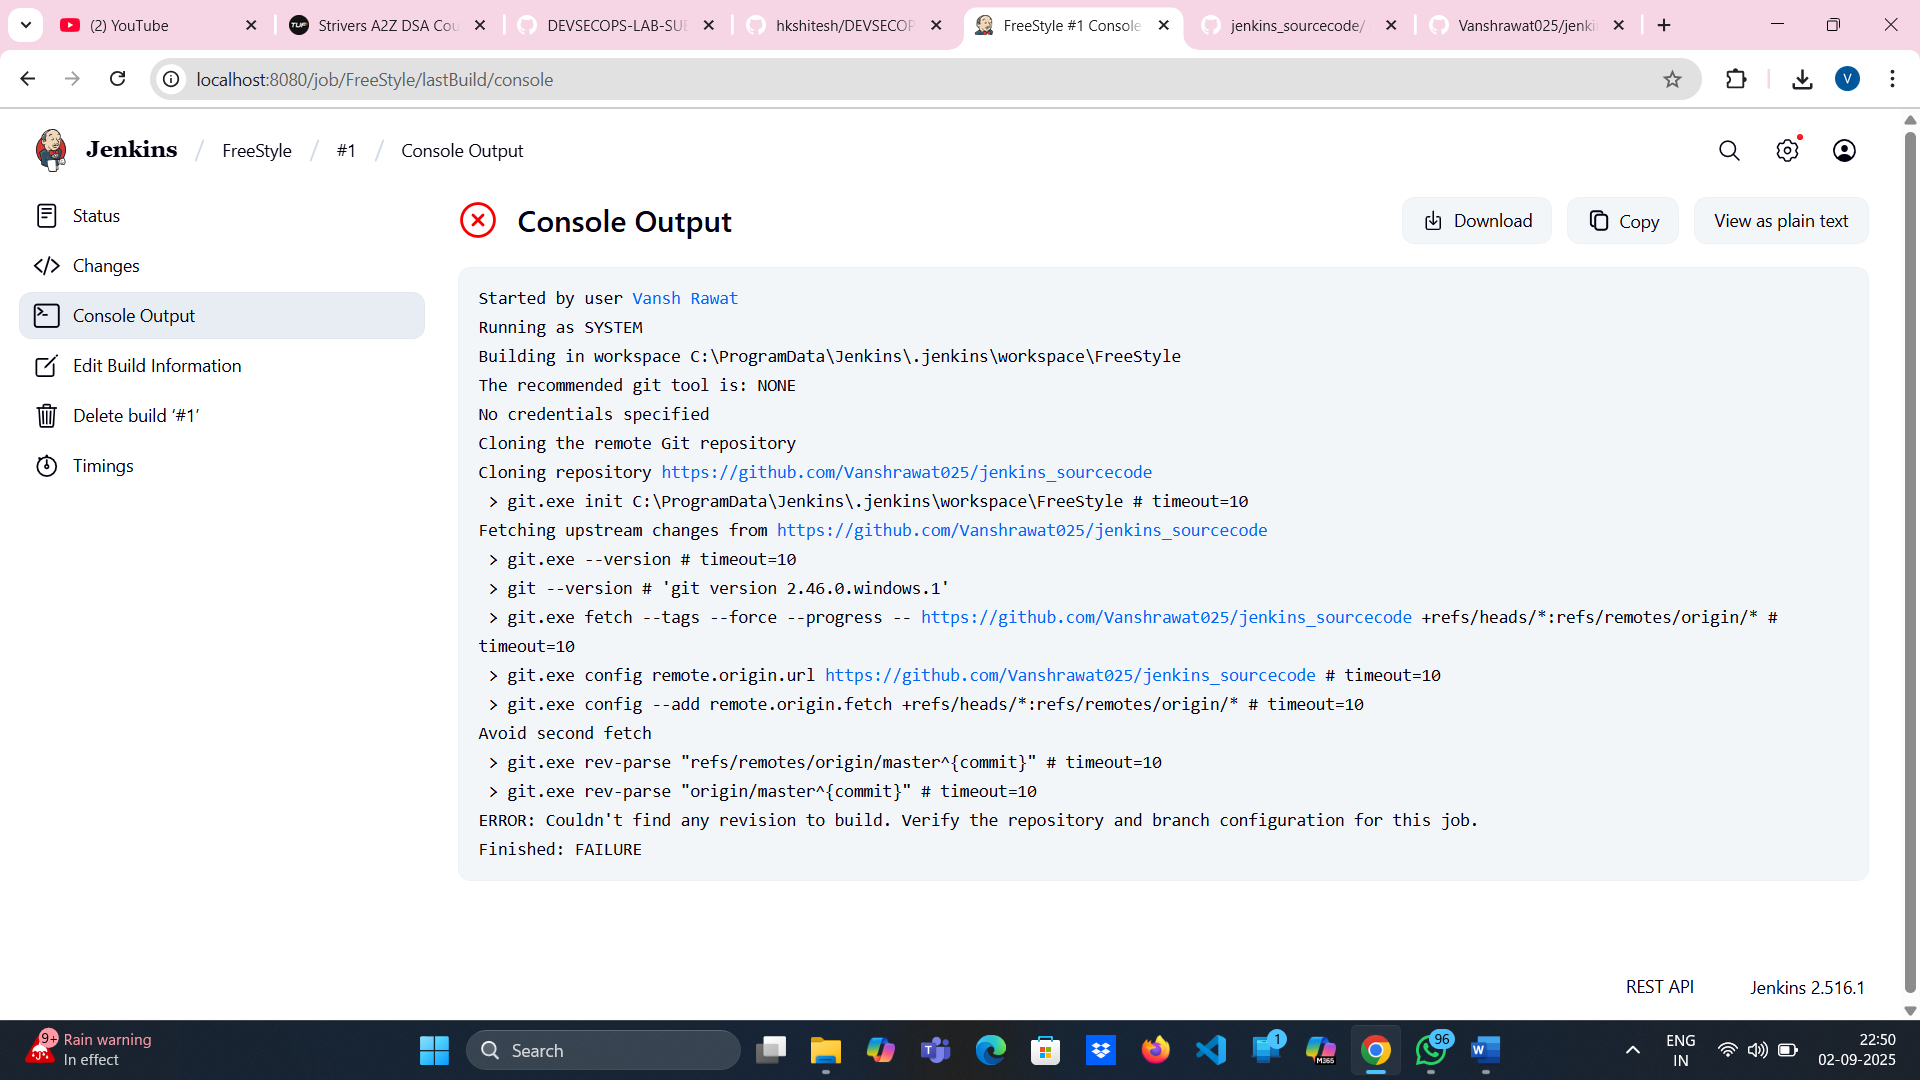 (2) YouTube
Strivers A2Z DSA Cou
DEVSECOPS-LAB-SUB
hkshitesh/DEVSECOP
FreeStyle #1 Console
jenkins_sourcecode/
Vanshrawat025/jenki
localhost:8080/job/FreeStyle/lastBuild/console
V
Jenkins / FreeStyle / #1 / Console Output
Status
Changes
Console Output
Edit Build Information
Delete build ‘#1’
Timings
Console Output
Download
Copy
View as plain text
Started by user Vansh Rawat
Running as SYSTEM
Building in workspace C:\ProgramData\Jenkins\.jenkins\workspace\FreeStyle
The recommended git tool is: NONE
No credentials specified
Cloning the remote Git repository
Cloning repository https://github.com/Vanshrawat025/jenkins_sourcecode
> git.exe init C:\ProgramData\Jenkins\.jenkins\workspace\FreeStyle # timeout=10
Fetching upstream changes from https://github.com/Vanshrawat025/jenkins_sourcecode
> git.exe --version # timeout=10
> git --version # 'git version 2.46.0.windows.1'
> git.exe fetch --tags --force --progress -- https://github.com/Vanshrawat025/jenkins_sourcecode +refs/heads/*:refs/remotes/origin/* #
timeout=10
> git.exe config remote.origin.url https://github.com/Vanshrawat025/jenkins_sourcecode # timeout=10
> git.exe config --add remote.origin.fetch +refs/heads/*:refs/remotes/origin/* # timeout=10
Avoid second fetch
> git.exe rev-parse "refs/remotes/origin/master^{commit}" # timeout=10
> git.exe rev-parse "origin/master^{commit}" # timeout=10
ERROR: Couldn't find any revision to build. Verify the repository and branch configuration for this job.
Finished: FAILURE
REST API
Jenkins 2.516.1
9+
Rain warning
In effect
Search
1
M365
96
ENG
IN
22:50
02-09-2025